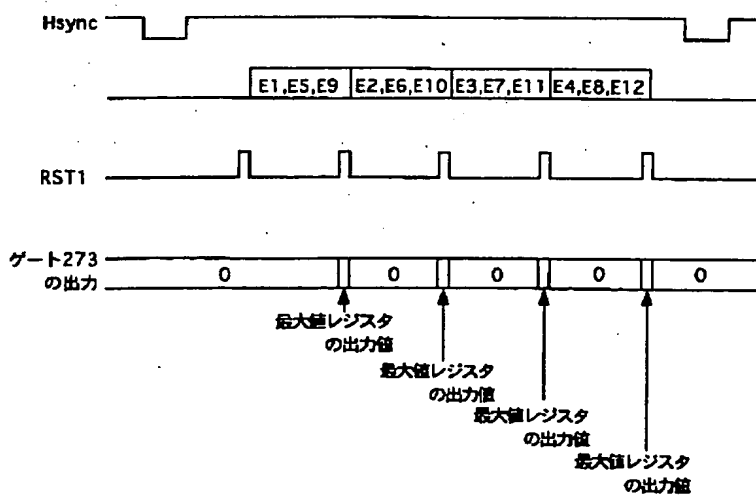 Hsync
E1,E5,E9 E2,E6,E10 E3,E7,E11 E4,E8,E12
RST1
ゲート273
の出力
0 0 0 0 0
最大値レジスタ
の出力値
最大値レジスタ
の出力値
最大値レジスタ
の出力値
最大値レジスタ
の出力値